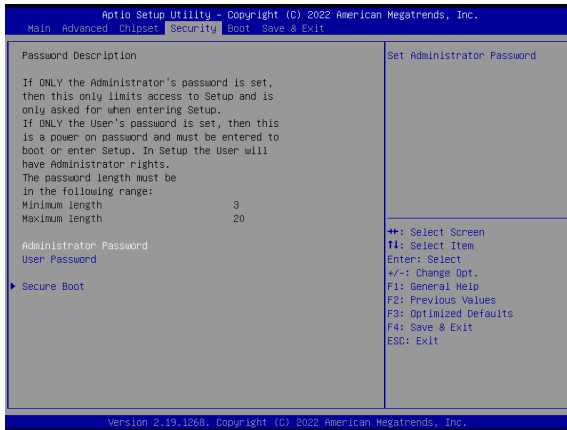 Aptio Setup Utility – Copyright (C) 2022 American Megatrends, Inc.
Main Advanced Chipset Security Boot Save & Exit
Password Description
If ONLY the Administrator's password is set,
then this only limits access to Setup and is
only asked for when entering Setup.
If ONLY the User's password is set, then this
is a power on password and must be entered to
boot or enter Setup. In Setup the User will
have Administrator rights.
The password length must be
in the following range:
Minimum length 3
Maximum length 20
Administrator Password
User Password
Secure Boot
Set Administrator Password
→←: Select Screen
↑↓: Select Item
Enter: Select
+/-: Change Opt.
F1: General Help
F2: Previous Values
F3: Optimized Defaults
F4: Save & Exit
ESC: Exit
Version 2.19.1268. Copyright (C) 2022 American Megatrends, Inc.